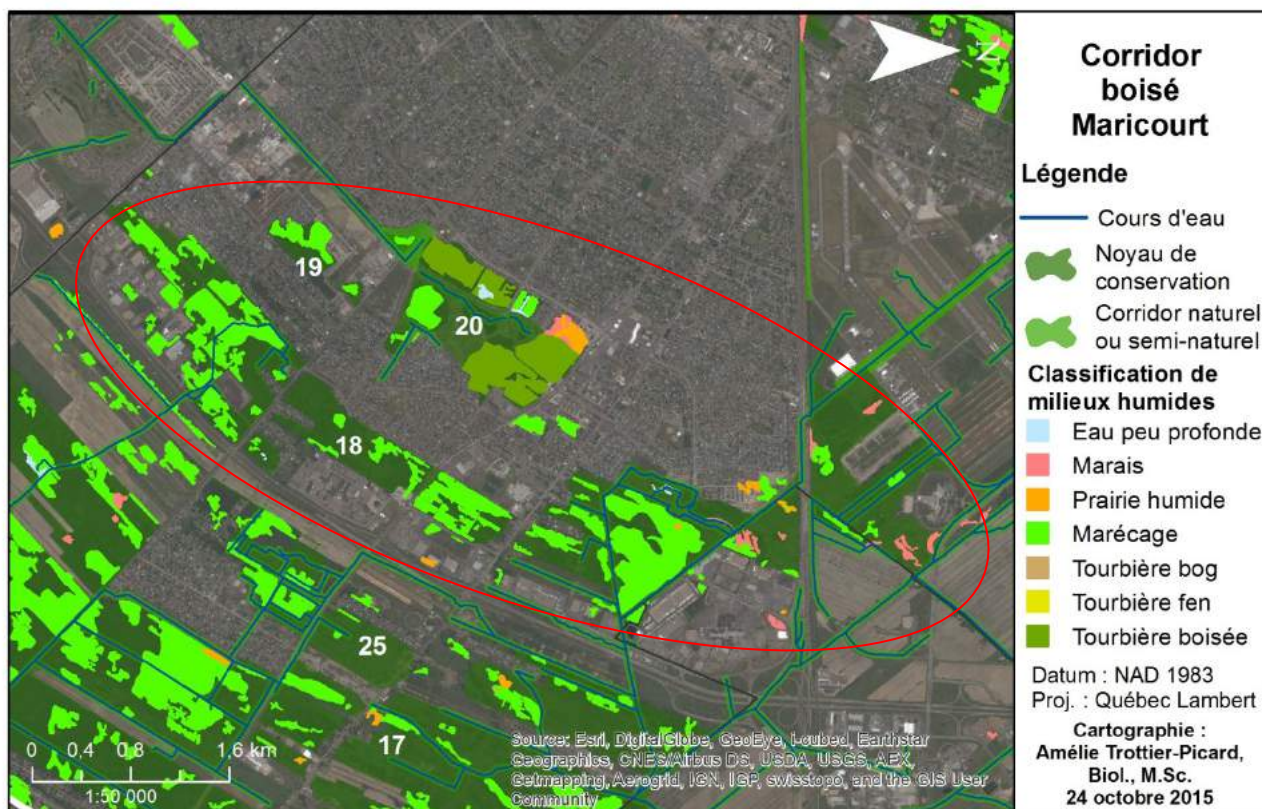 N
19
20
18
25
17
0 0.4 0.8 1.6 km
1:50 000
Source: Esri, DigitalGlobe, GeoEye, i-cubed, Earthstar
Geographics, CNES/Airbus DS, USDA, USGS, AEX,
Getmapping, Aerogrid, IGN, IGP, swisstopo, and the GIS User
Community
Corridor
boisé
Maricourt
Légende
Cours d'eau
Noyau de
conservation
Corridor naturel
ou semi-naturel
Classification de
milieux humides
Eau peu profonde
Marais
Prairie humide
Marécage
Tourbière bog
Tourbière fen
Tourbière boisée
Datum : NAD 1983
Proj. : Québec Lambert
Cartographie :
Amélie Trottier-Picard,
Biol., M.Sc.
24 octobre 2015